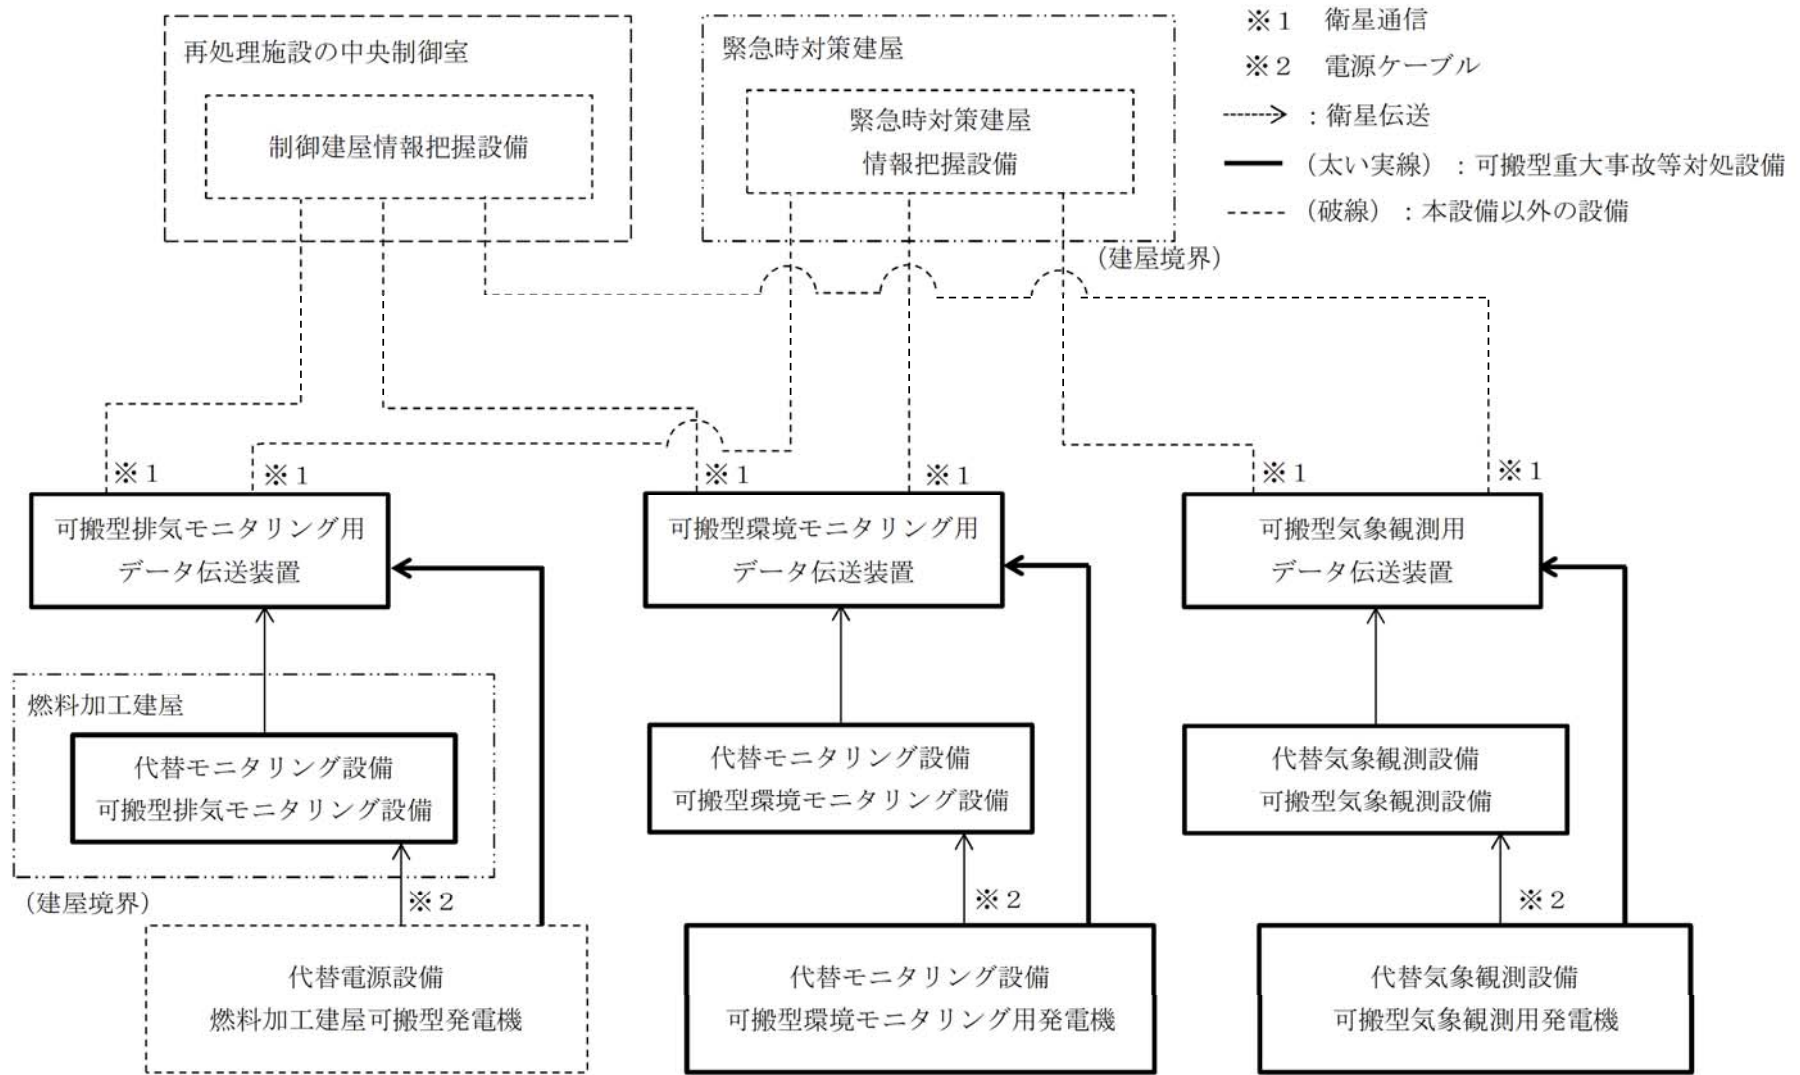 再処理施設の中央制御室
制御建屋情報把握設備
緊急時対策建屋
緊急時対策建屋
情報把握設備
(建屋境界)
※1 衛星通信
※2 電源ケーブル
:衛星伝送
(太い実線):可搬型重大事故等対処設備
(破線):本設備以外の設備
※1
※1
※1
※1
※1
※1
可搬型排気モニタリング用
データ伝送装置
可搬型環境モニタリング用
データ伝送装置
可搬型気象観測用
データ伝送装置
燃料加工建屋
代替モニタリング設備
可搬型排気モニタリング設備
(建屋境界)
代替モニタリング設備
可搬型環境モニタリング設備
代替気象観測設備
可搬型気象観測設備
※2
※2
※2
代替電源設備
燃料加工建屋可搬型発電機
代替モニタリング設備
可搬型環境モニタリング用発電機
代替気象観測設備
可搬型気象観測用発電機